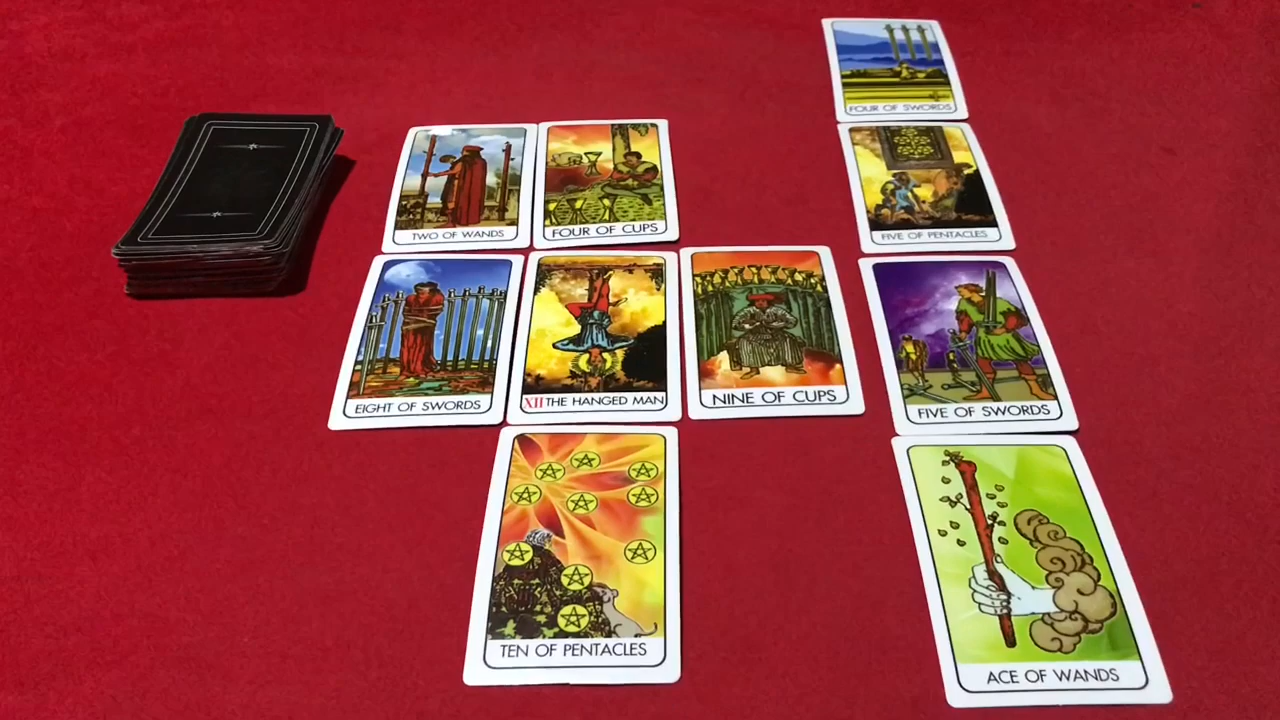 FOUR OF SWORDS
TWO OF WANDS
FOUR OF CUPS
FIVE OF PENTACLES
EIGHT OF SWORDS
XII THE HANGED MAN
NINE OF CUPS
FIVE OF SWORDS
TEN OF PENTACLES
ACE OF WANDS